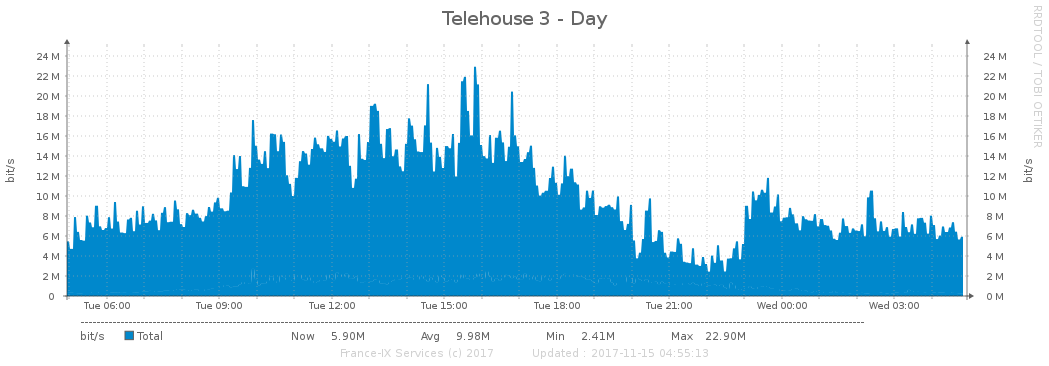 Telehouse 3 - Day
RRDTOOL / TOBI OETIKER
24 M 24 M
22 M 22 M
20 M 20 M
18 M 18 M
16 M 16 M
14 M 14 M
12 M 12 M
10 M 10 M
8 M 8 M
6 M 6 M
4 M 4 M
2 M 2 M
0 0 M
bit/s
bit/s
Tue 06:00 Tue 09:00 Tue 12:00 Tue 15:00 Tue 18:00 Tue 21:00 Wed 00:00 Wed 03:00
bit/s Total Now 5.90M Avg 9.98M Min 2.41M Max 22.90M
France-IX Services (c) 2017 Updated : 2017-11-15 04:55:13